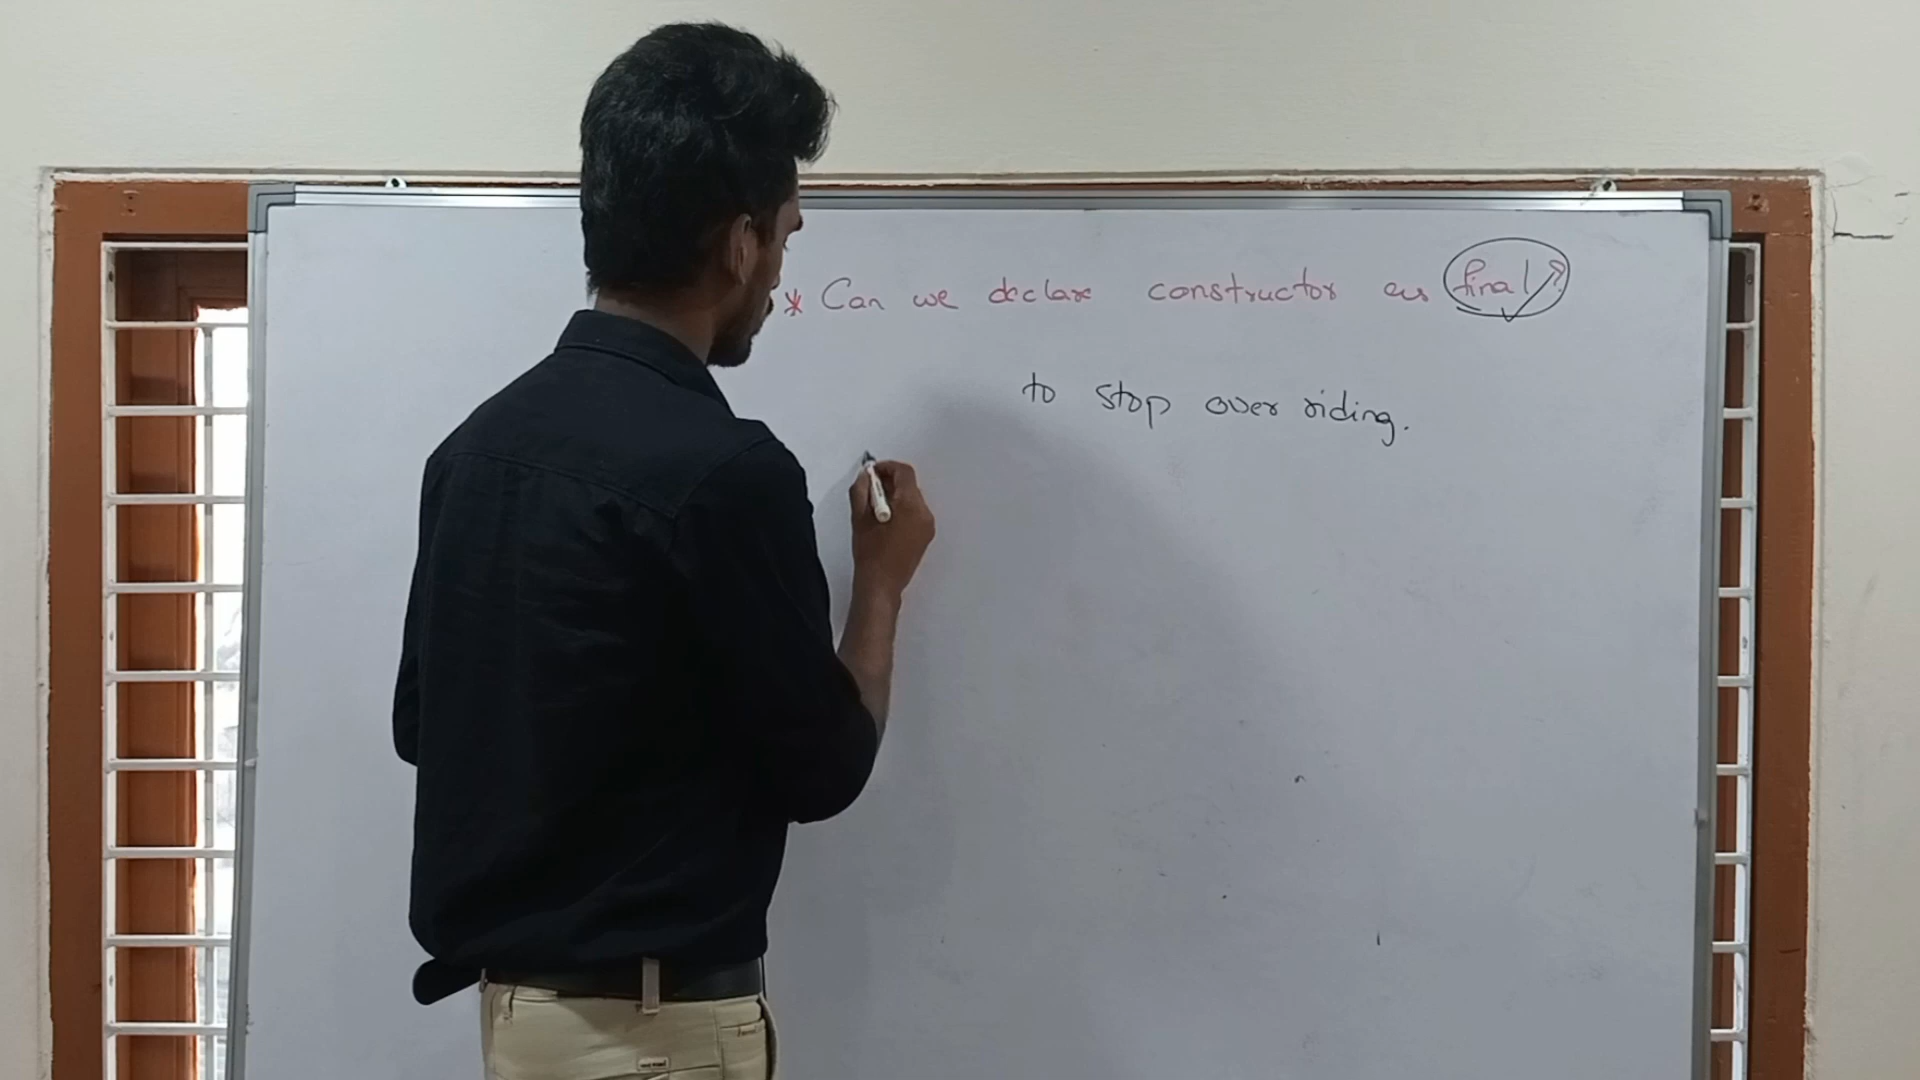 * Can we declare constructor as final?
to stop over riding.